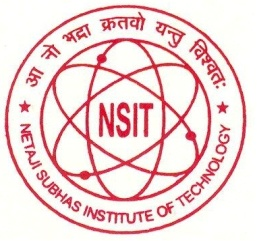 आ नो भद्रा क्रतवो यन्तु विश्वतः
NSIT
NETAJI SUBHAS INSTITUTE OF TECHNOLOGY